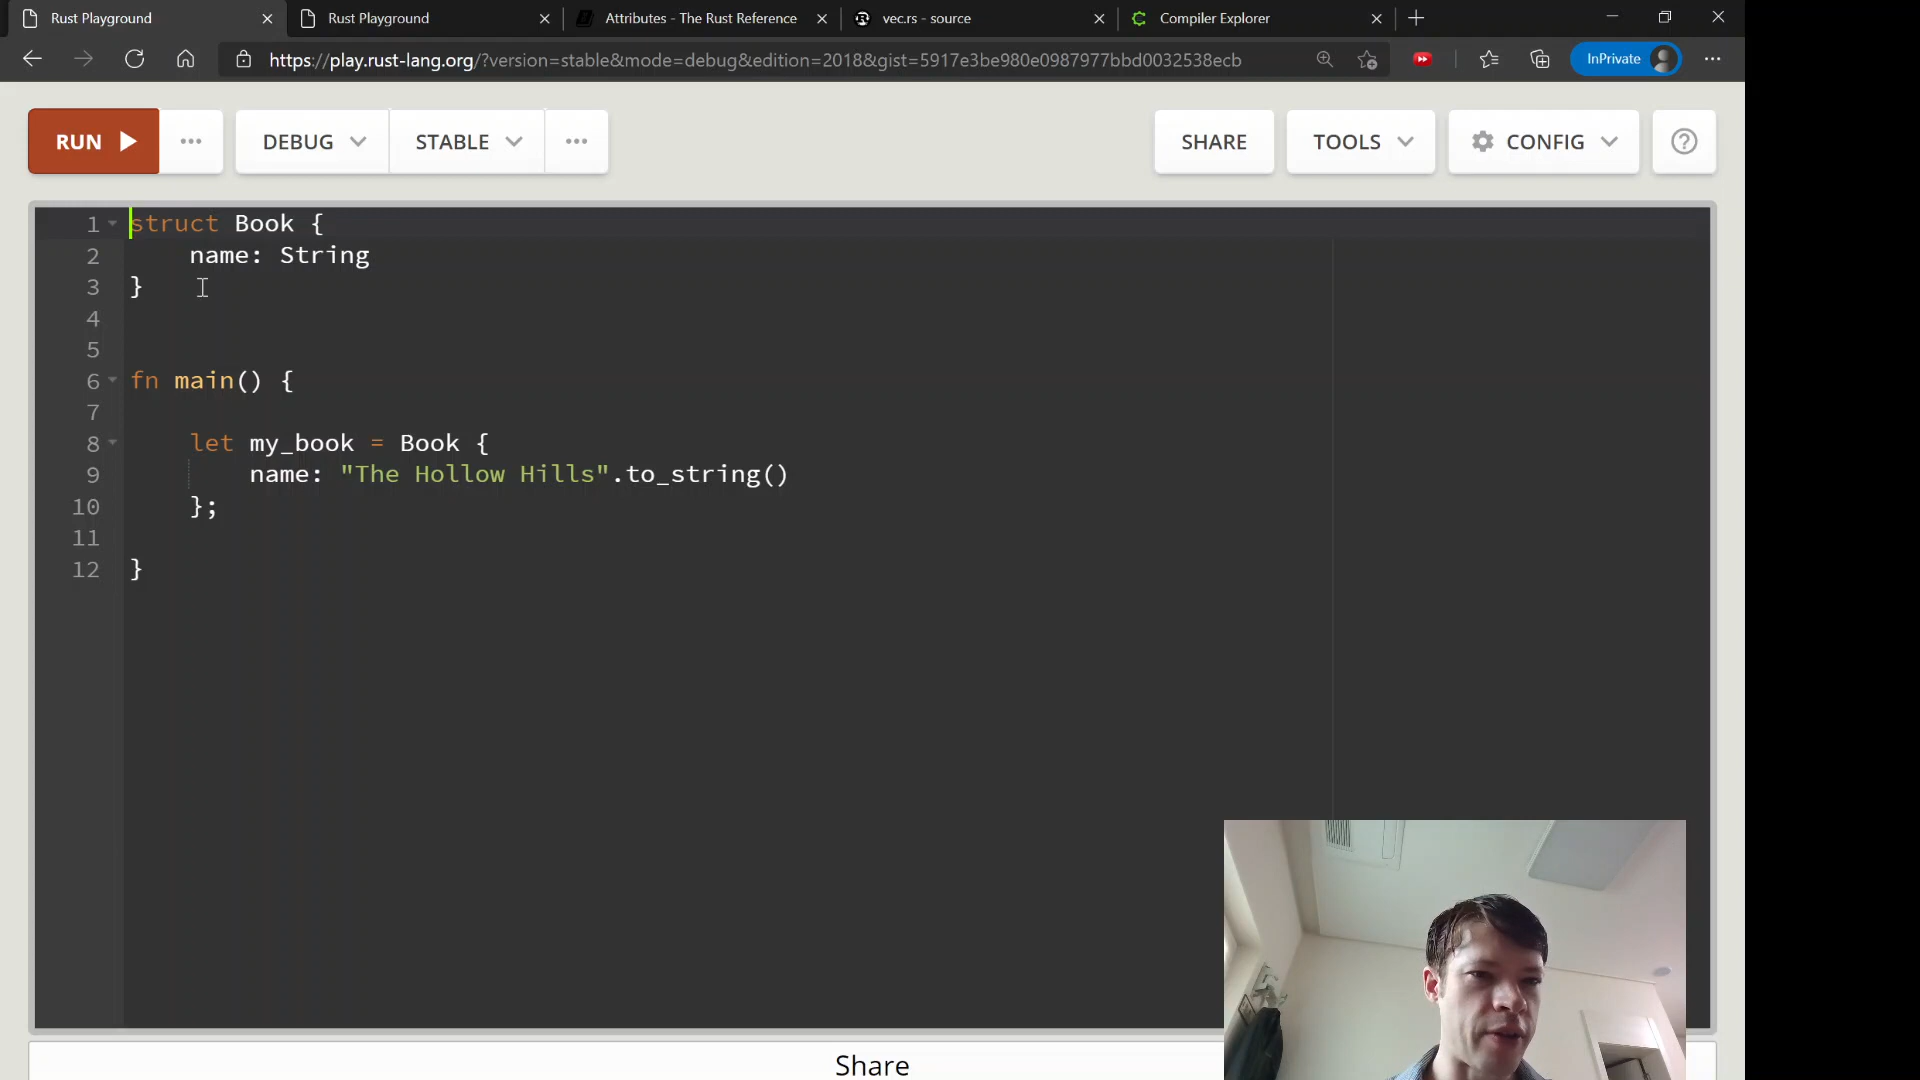 Rust Playground
Rust Playground
Attributes - The Rust Reference
vec.rs - source
Compiler Explorer
https://play.rust-lang.org/?version=stable&mode=debug&edition=2018&gist=5917e3be980e0987977bbd0032538ecb
InPrivate
RUN
DEBUG
STABLE
SHARE
TOOLS
CONFIG
1 struct Book {
2 name: String
3 }
4
5
6 fn main() {
7
8 let my_book = Book {
9 name: "The Hollow Hills".to_string()
10 };
11
12 }
Share